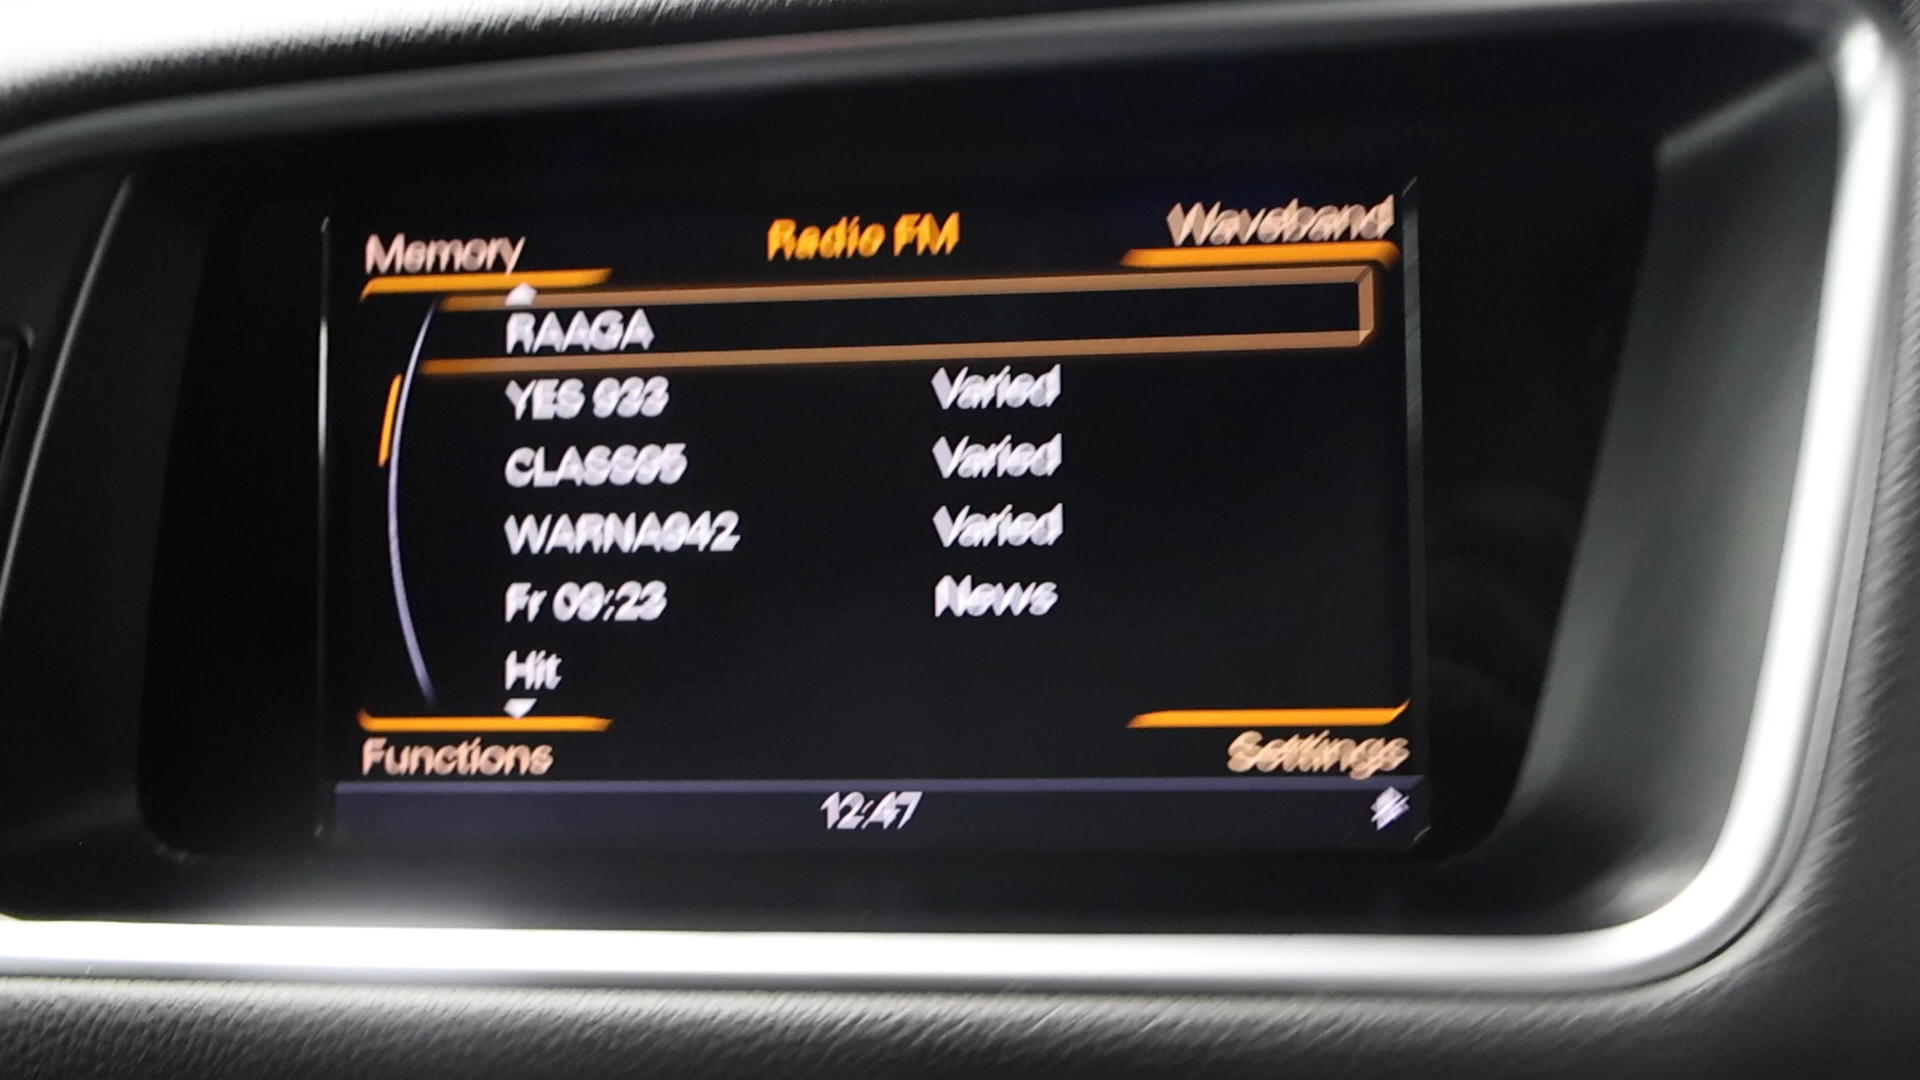 Memory Radio FM Waveband
RAAGA
YES 933 Varied
CLASS95 Varied
WARNA942 Varied
Fr 09:23 News
Hit
Functions Settings
12:47